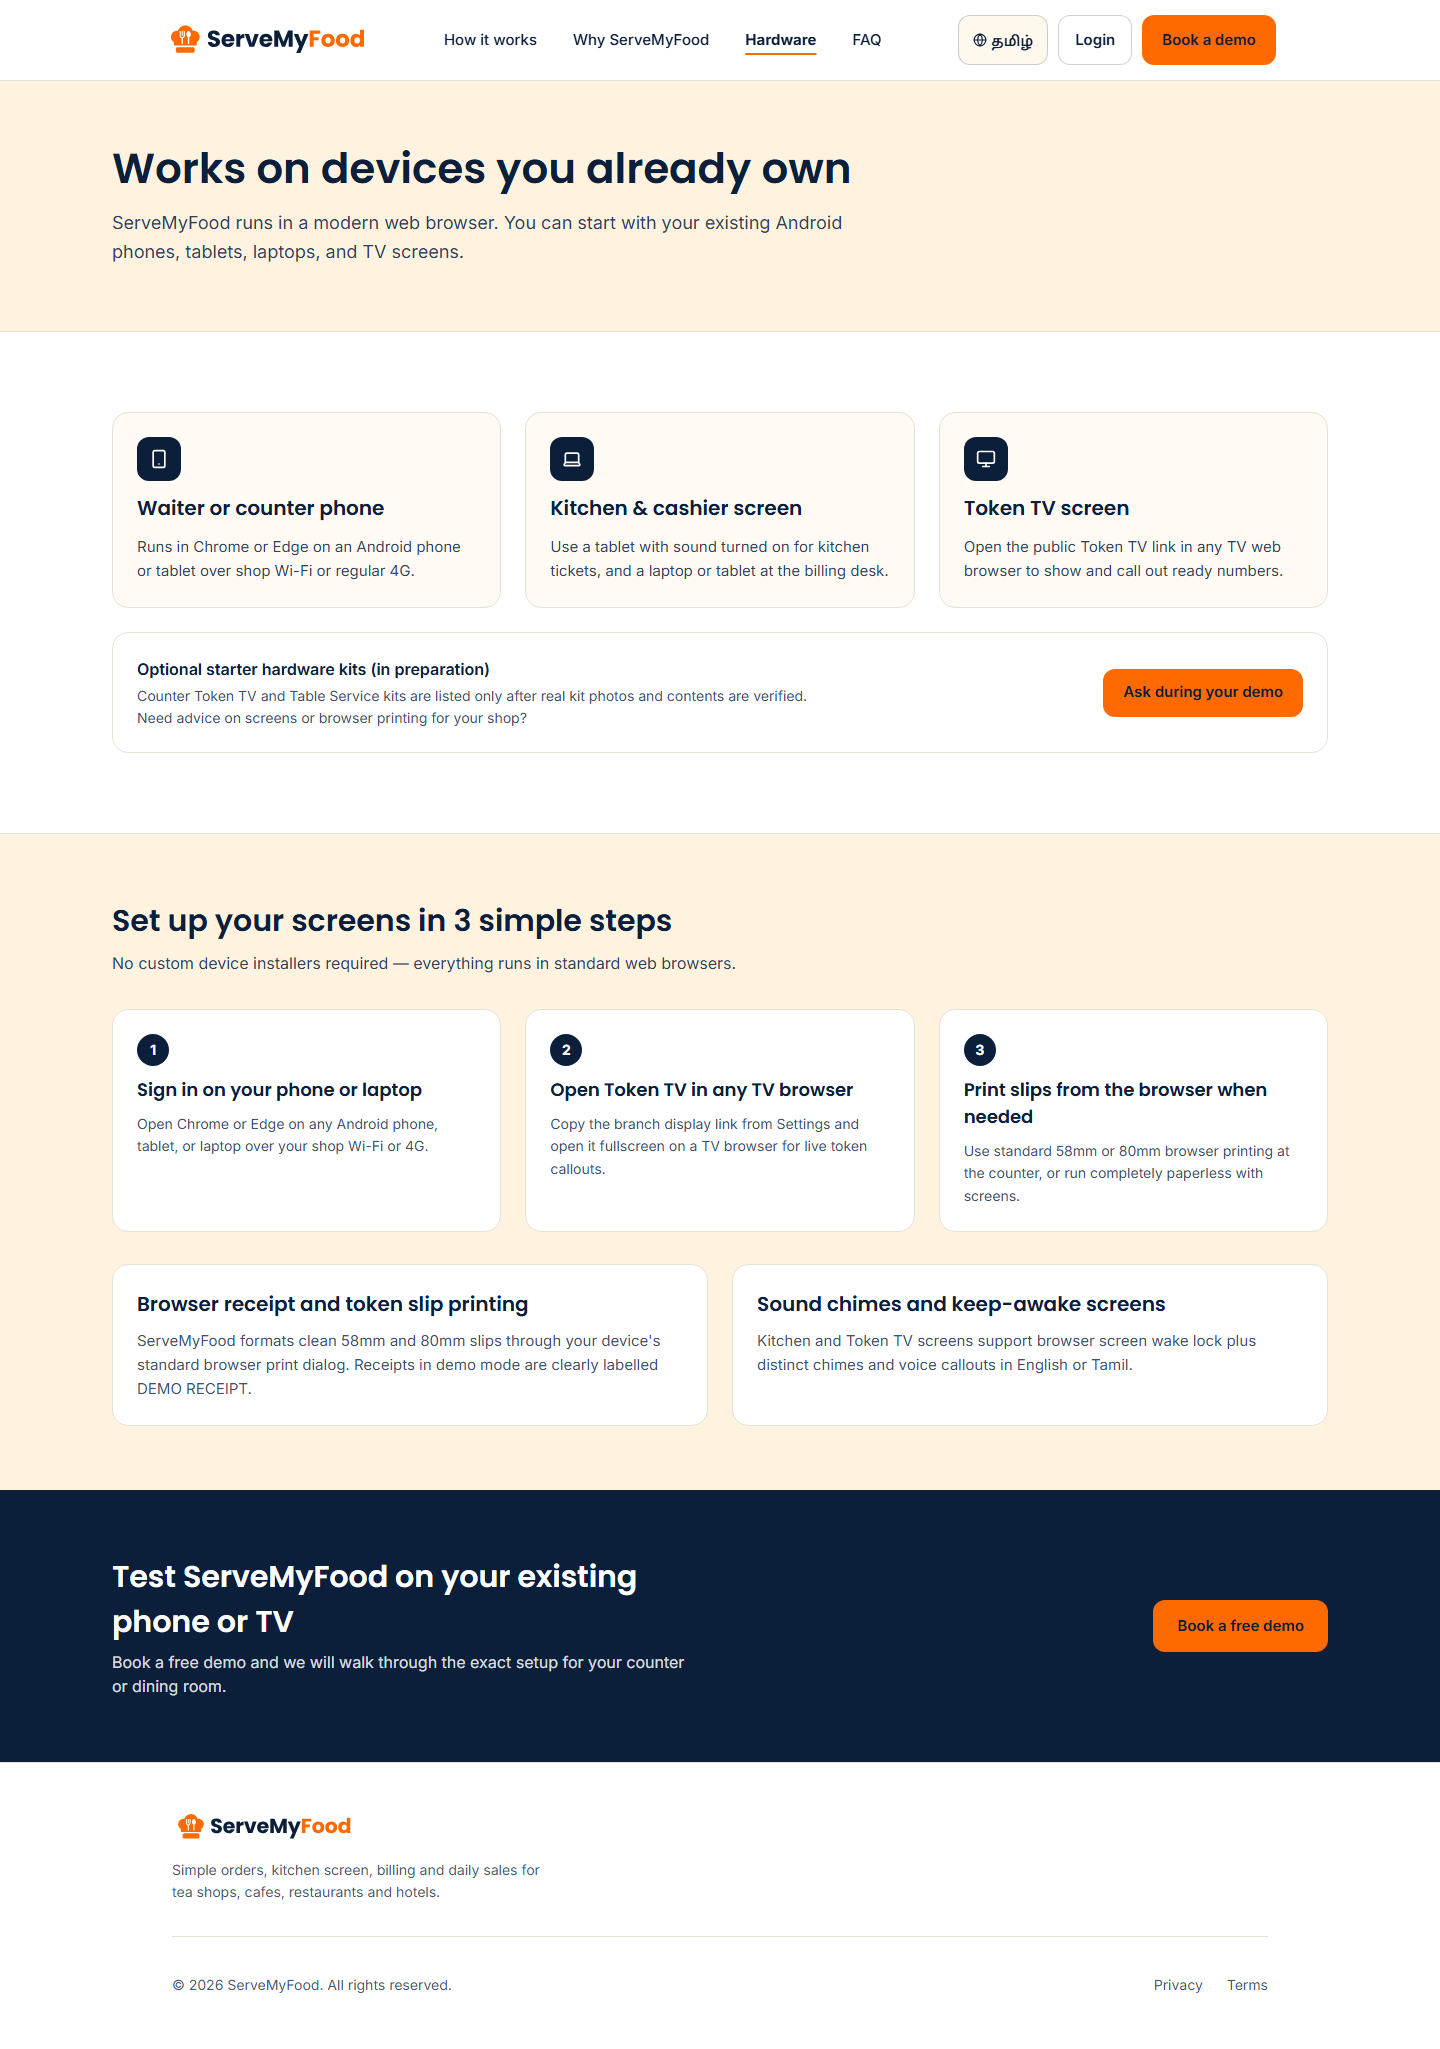 ServeMyFood
How it works
Why ServeMyFood
Hardware
FAQ
தமிழ்
Login
Book a demo
Works on devices you already own
ServeMyFood runs in a modern web browser. You can start with your existing Android
phones, tablets, laptops, and TV screens.
Waiter or counter phone
Runs in Chrome or Edge on an Android phone
or tablet over shop Wi-Fi or regular 4G.
Kitchen & cashier screen
Use a tablet with sound turned on for kitchen
tickets, and a laptop or tablet at the billing desk.
Token TV screen
Open the public Token TV link in any TV web
browser to show and call out ready numbers.
Optional starter hardware kits (in preparation)
Counter Token TV and Table Service kits are listed only after real kit photos and contents are verified.
Need advice on screens or browser printing for your shop?
Ask during your demo
Set up your screens in 3 simple steps
No custom device installers required — everything runs in standard web browsers.
1
Sign in on your phone or laptop
Open Chrome or Edge on any Android phone,
tablet, or laptop over your shop Wi-Fi or 4G.
2
Open Token TV in any TV browser
Copy the branch display link from Settings and
open it fullscreen on a TV browser for live token
callouts.
3
Print slips from the browser when
needed
Use standard 58mm or 80mm browser printing at
the counter, or run completely paperless with
screens.
Browser receipt and token slip printing
ServeMyFood formats clean 58mm and 80mm slips through your device's
standard browser print dialog. Receipts in demo mode are clearly labelled
DEMO RECEIPT.
Sound chimes and keep-awake screens
Kitchen and Token TV screens support browser screen wake lock plus
distinct chimes and voice callouts in English or Tamil.
Test ServeMyFood on your existing
phone or TV
Book a free demo and we will walk through the exact setup for your counter
or dining room.
Book a free demo
ServeMyFood
Simple orders, kitchen screen, billing and daily sales for
tea shops, cafes, restaurants and hotels.
© 2026 ServeMyFood. All rights reserved.
Privacy
Terms